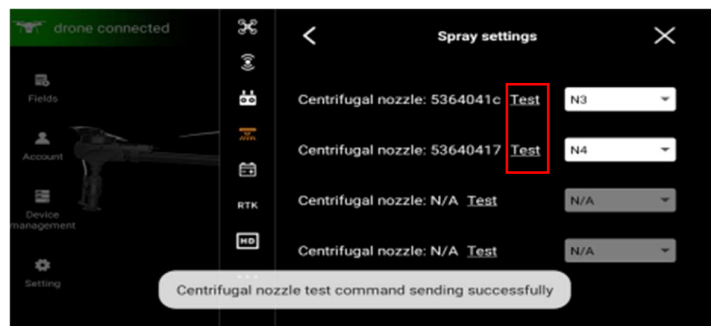 drone connected
Spray settings
Fields
Centrifugal nozzle: 5364041c Test N3
Account
Centrifugal nozzle: 53640417 Test N4
Device
management
RTK
Centrifugal nozzle: N/A Test N/A
HD
Centrifugal nozzle: N/A Test N/A
Setting
Centrifugal nozzle test command sending successfully